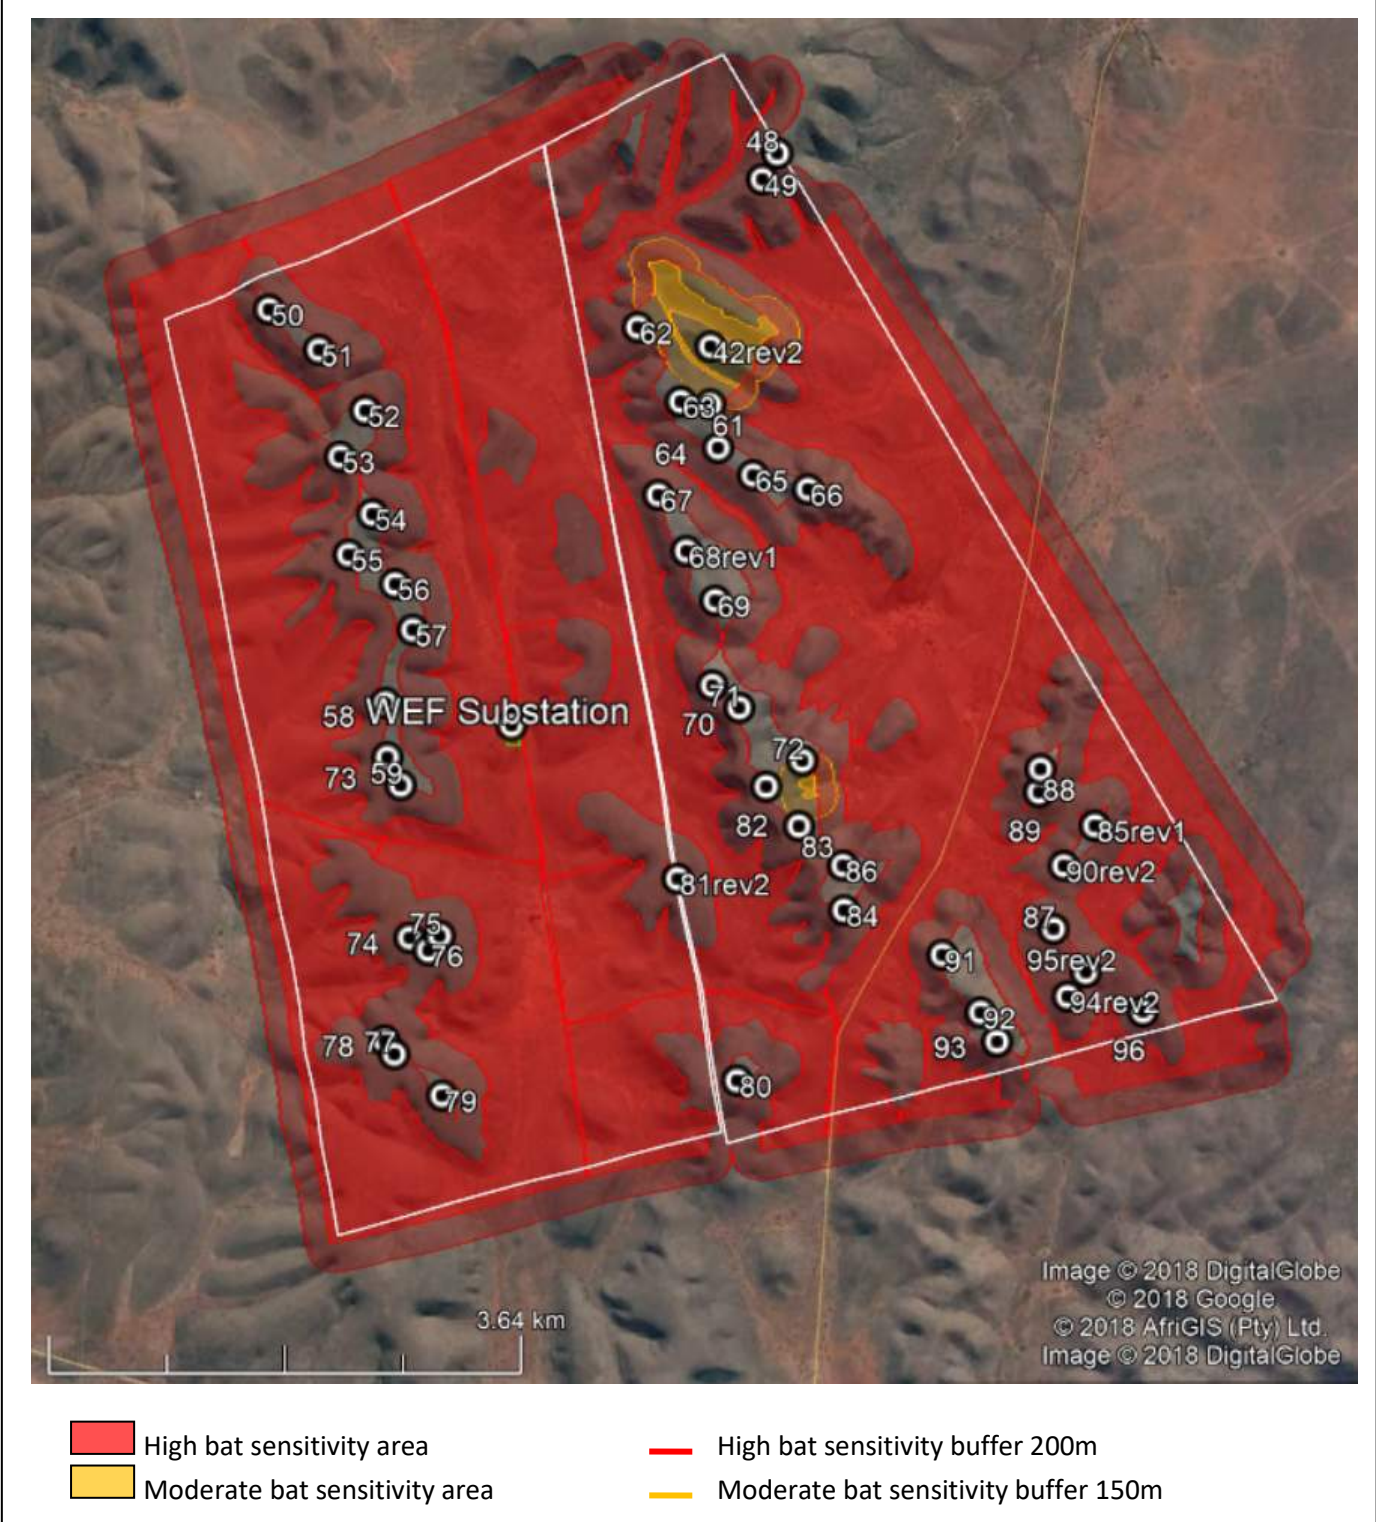 48
49
50
51
62
42rev2
52
63
61
53
64
65
66
67
54
55
68rev1
56
69
57
71
58 WEF Substation
70
72
73 59
88
82
89
85rev1
83
86
90rev2
81rev2
84
75
87
74
76
91
95rev2
94rev2
92
78 77
93
96
80
79
Image © 2018 DigitalGlobe
© 2018 Google
© 2018 AfriGIS (Pty) Ltd.
Image © 2018 DigitalGlobe
3.64 km
High bat sensitivity area
High bat sensitivity buffer 200m
Moderate bat sensitivity area
Moderate bat sensitivity buffer 150m